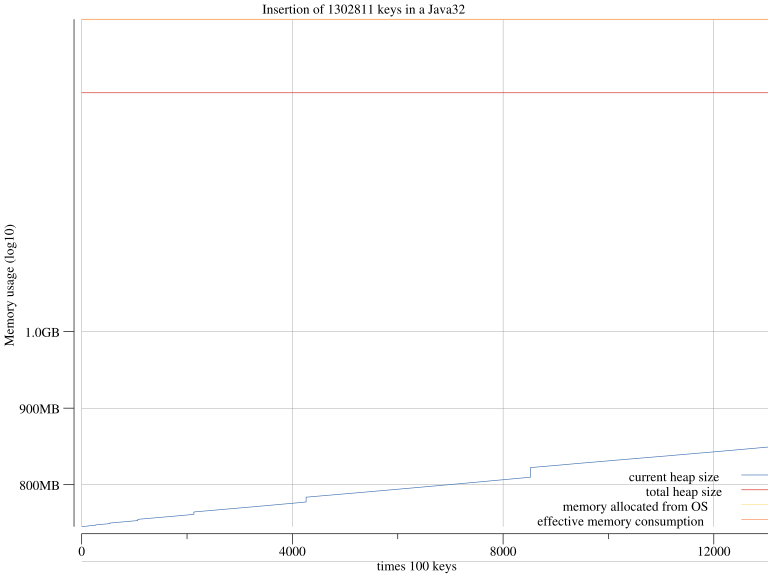 Insertion of 1302811 keys in a Java32
Memory usage (log10)
1.0GB
900MB
800MB
current heap size
total heap size
memory allocated from OS
effective memory consumption
0 4000 8000 12000
times 100 keys